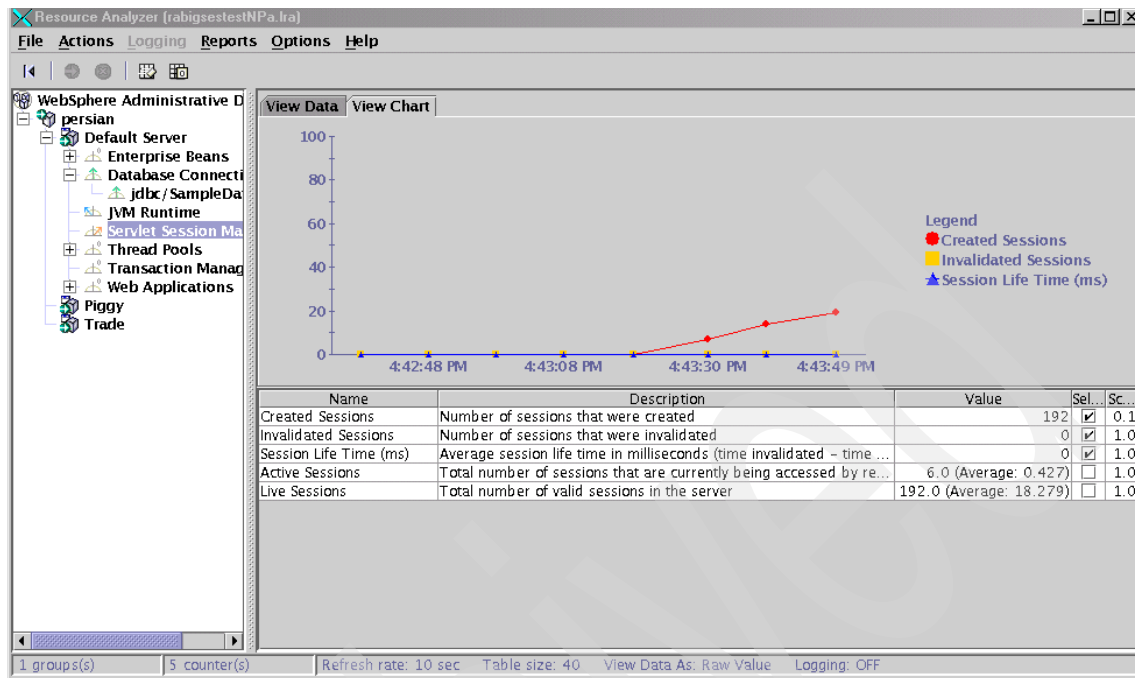 Resource Analyzer (rabigsestestNPa.lra)
File Actions Logging Reports Options Help
WebSphere Administrative D
persian
Default Server
Enterprise Beans
Database Connecti
jdbc/SampleDa
JVM Runtime
Servlet Session Ma
Thread Pools
Transaction Manag
Web Applications
Piggy
Trade
View Data View Chart
100
80
60
40
20
0
4:42:48 PM 4:43:08 PM 4:43:30 PM 4:43:49 PM
Legend
Created Sessions
Invalidated Sessions
Session Life Time (ms)
Name Description Value Sel... Sc...
Created Sessions Number of sessions that were created 192 0.1
Invalidated Sessions Number of sessions that were invalidated 0 1.0
Session Life Time (ms) Average session life time in milliseconds (time invalidated - time ... 0 1.0
Active Sessions Total number of sessions that are currently being accessed by re... 6.0 (Average: 0.427) 1.0
Live Sessions Total number of valid sessions in the server 192.0 (Average: 18.279) 1.0
1 groups(s) 5 counter(s) Refresh rate: 10 sec Table size: 40 View Data As: Raw Value Logging: OFF